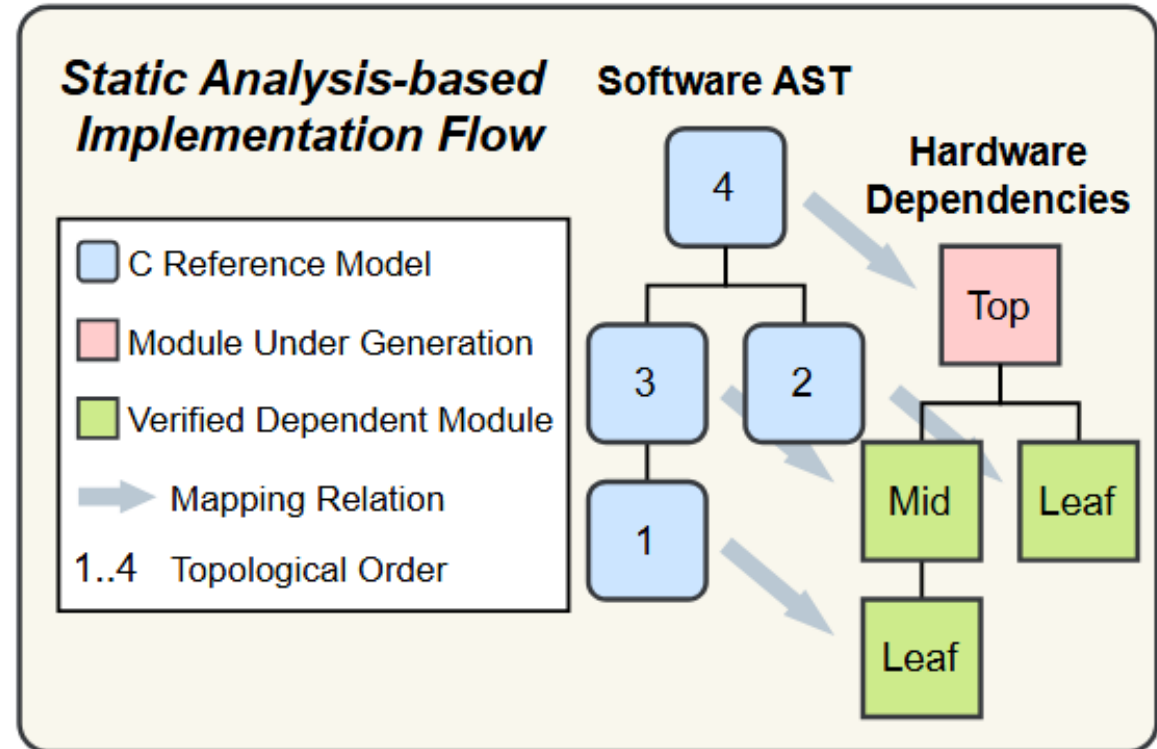 Static Analysis-based
Implementation Flow
C Reference Model
Module Under Generation
Verified Dependent Module
Mapping Relation
1..4 Topological Order
Software AST
4
3
2
1
Hardware
Dependencies
Top
Mid
Leaf
Leaf